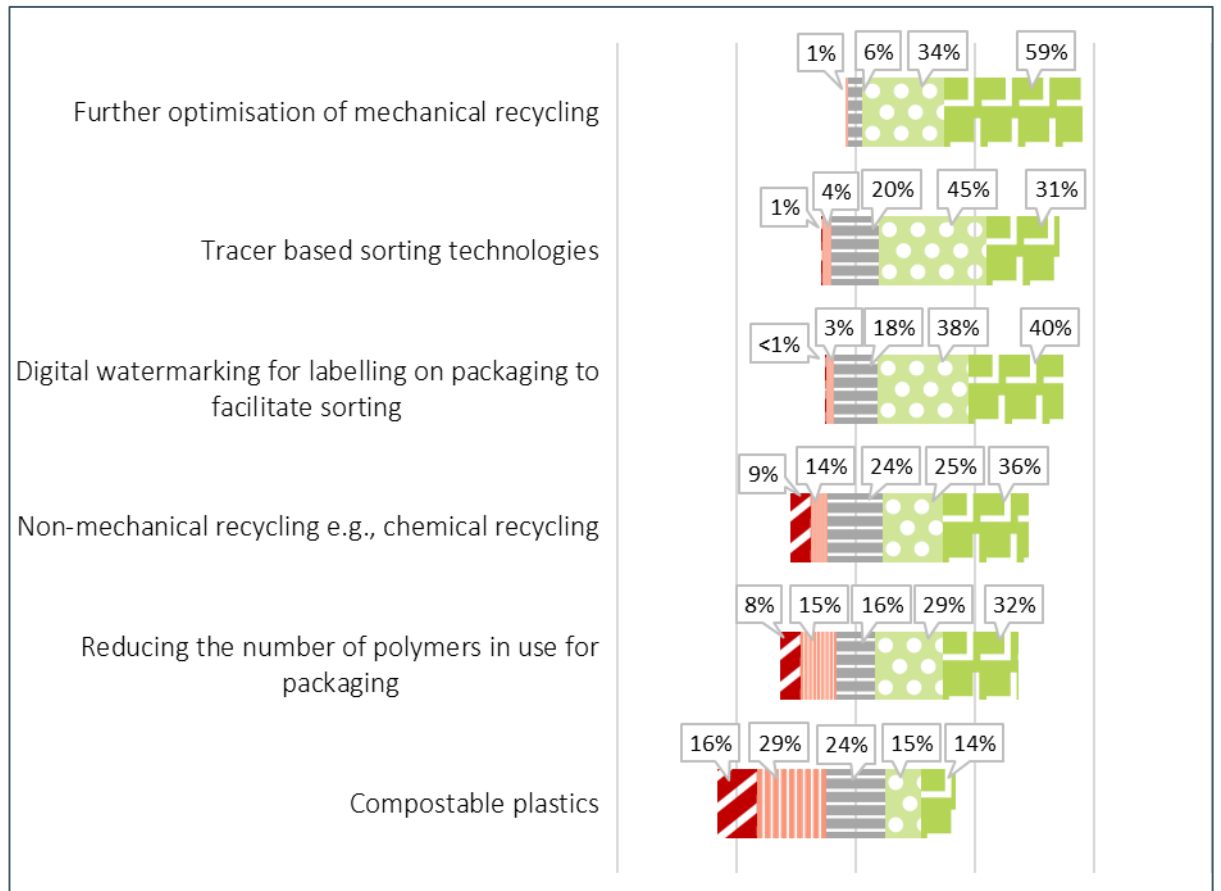 1% 6% 34% 59%
Further optimisation of mechanical recycling
1% 4% 20% 45% 31%
Tracer based sorting technologies
<1% 3% 18% 38% 40%
Digital watermarking for labelling on packaging to
facilitate sorting
9% 14% 24% 25% 36%
Non-mechanical recycling e.g., chemical recycling
8% 15% 16% 29% 32%
Reducing the number of polymers in use for
packaging
16% 29% 24% 15% 14%
Compostable plastics